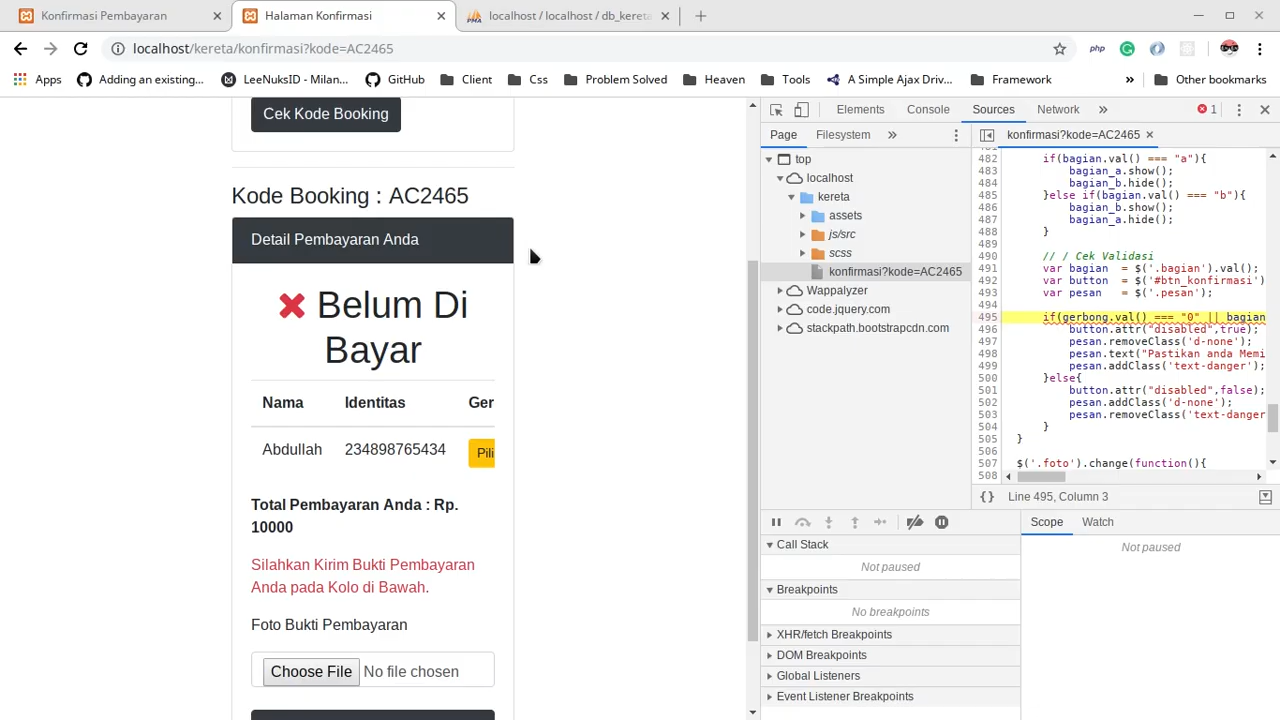 Konfirmasi Pembayaran
Halaman Konfirmasi
localhost / localhost / db_kereta
localhost/kereta/konfirmasi?kode=AC2465
php
Apps
Adding an existing...
LeeNuksID - Milan...
GitHub
Client
Css
Problem Solved
Heaven
Tools
A Simple Ajax Driv...
Framework
»
Other bookmarks
Cek Kode Booking
Kode Booking : AC2465
Detail Pembayaran Anda
Belum Di
Bayar
Nama Identitas Ger
Abdullah 234898765434 Pili
Total Pembayaran Anda : Rp.
10000
Silahkan Kirim Bukti Pembayaran
Anda pada Kolo di Bawah.
Foto Bukti Pembayaran
Choose File No file chosen
Elements Console Sources Network » 1
Page Filesystem »
top
localhost
kereta
assets
js/src
scss
konfirmasi?kode=AC2465
Wappalyzer
code.jquery.com
stackpath.bootstrapcdn.com
konfirmasi?kode=AC2465
482 if(bagian.val() === "a"){
483 bagian_a.show();
484 bagian_b.hide();
485 }else if(bagian.val() === "b"){
486 bagian_b.show();
487 bagian_a.hide();
488 }
489
490 // / Cek Validasi
491 var bagian = $('.bagian').val();
492 var button = $('#btn_konfirmasi')
493 var pesan = $('.pesan');
494
495 if(gerbong.val() === "0" || bagian
496 button.attr("disabled",true);
497 pesan.removeClass('d-none');
498 pesan.text("Pastikan anda Memi
499 pesan.addClass('text-danger');
500 }else{
501 button.attr("disabled",false);
502 pesan.addClass('d-none');
503 pesan.removeClass('text-danger
504 }
505 }
506
507 $('.foto').change(function(){
508
{} Line 495, Column 3
Call Stack
Not paused
Breakpoints
No breakpoints
XHR/fetch Breakpoints
DOM Breakpoints
Global Listeners
Event Listener Breakpoints
Scope Watch
Not paused